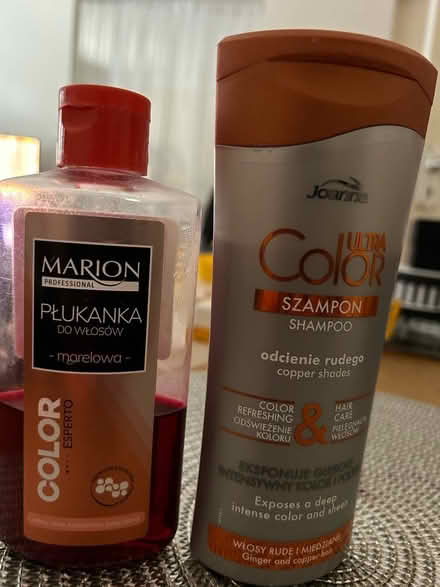 MARION
PROFESSIONAL
PŁUKANKA
DO WŁOSÓW
- morelowa -
COLOR
ESPERTO
Joanna
ULTRA
COLOR
SZAMPON
SHAMPOO
odcienie rudego
copper shades
COLOR
REFRESHING
ODŚWIEŻENIE
KOLORU
&
HAIR
CARE
PIELĘGNACJA
WŁOSÓW
EKSPONUJE GŁĘBOKI
INTENSYWNY KOLOR I
Exposes a deep
intense color and sheen
WŁOSY RUDE I MIEDZIANE
Ginger and copper hair